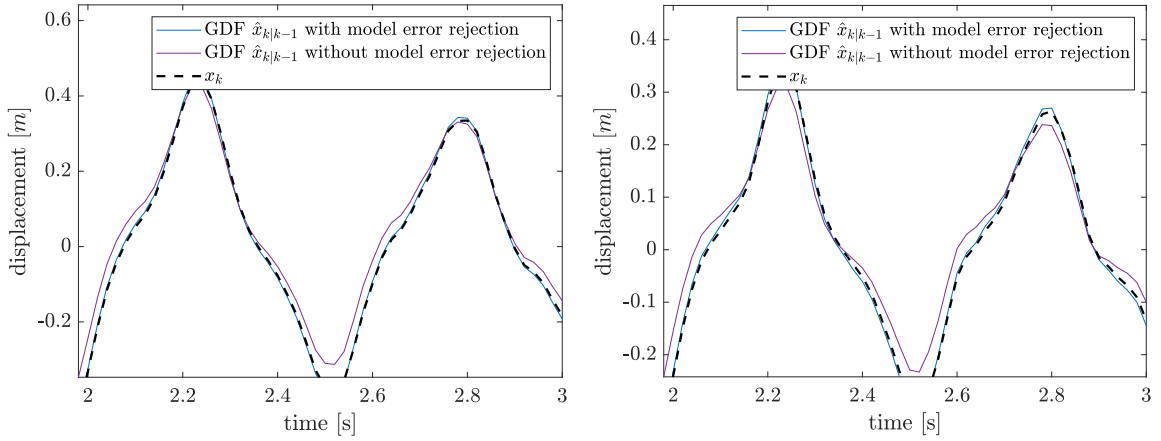 0.6
0.4
0.2
0
-0.2
displacement [m]
GDF x̂k|k−1 with model error rejection
GDF x̂k|k−1 without model error rejection
xk
2 2.2 2.4 2.6 2.8 3
time [s]
0.4
0.3
0.2
0.1
0
-0.1
-0.2
displacement [m]
GDF x̂k|k−1 with model error rejection
GDF x̂k|k−1 without model error rejection
xk
2 2.2 2.4 2.6 2.8 3
time [s]